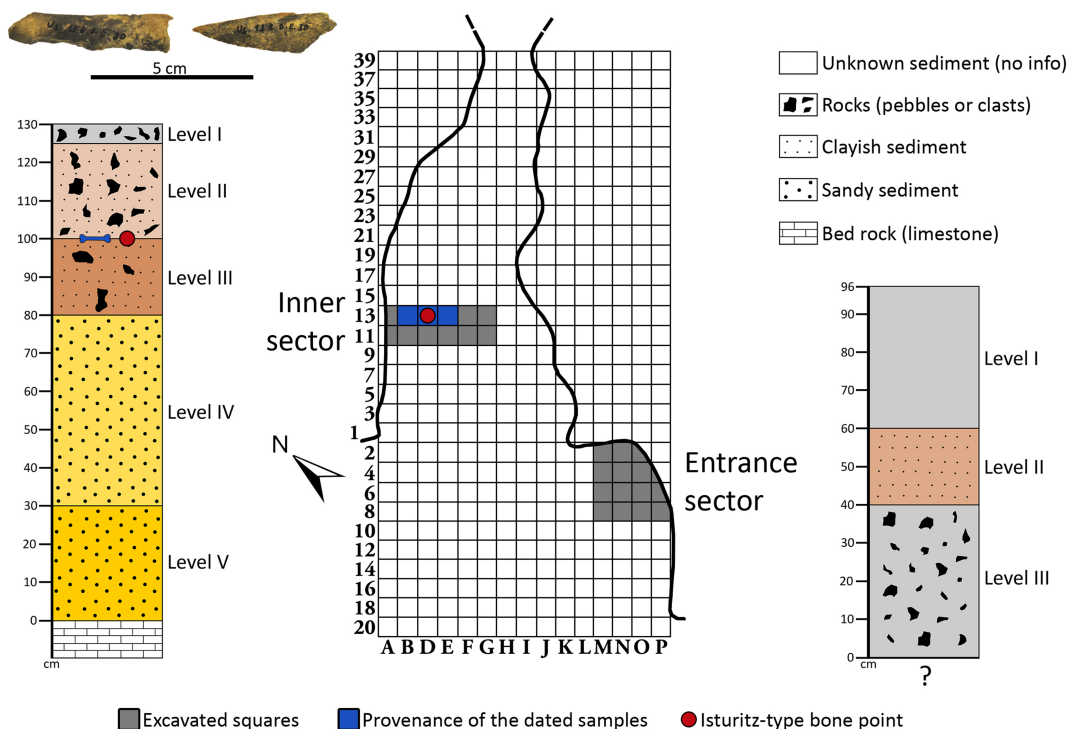 5 cm
130
120
110
100
90
80
70
60
50
40
30
20
10
0
cm
Level I
Level II
Level III
Level IV
Level V
39
37
35
33
31
29
27
25
23
21
19
17
15
13
11
9
7
5
3
1
2
4
6
8
10
12
14
16
18
20
A B D E F G H I J K L M N O P
Inner
sector
N
Entrance
sector
Unknown sediment (no info)
Rocks (pebbles or clasts)
Clayish sediment
Sandy sediment
Bed rock (limestone)
96
90
80
70
60
50
40
30
20
10
0
cm
Level I
Level II
Level III
?
Excavated squares
Provenance of the dated samples
Isturitz-type bone point